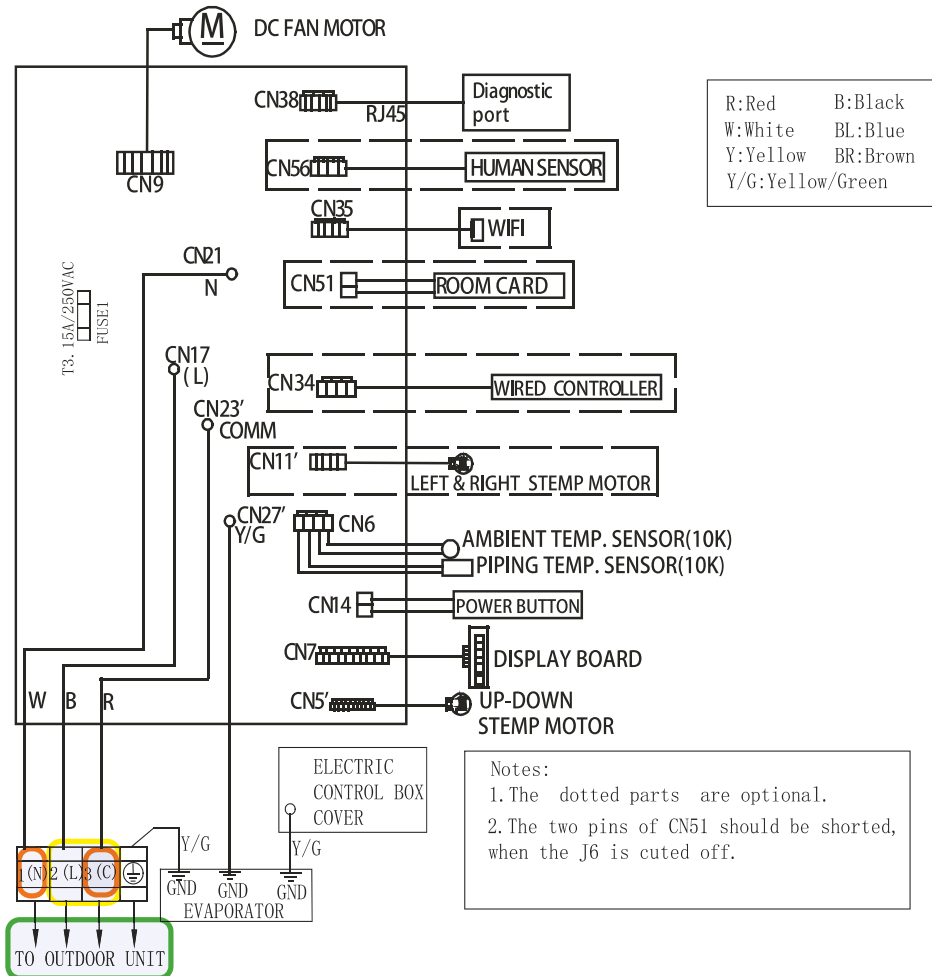 M
DC FAN MOTOR
CN38
RJ45
Diagnostic
port
CN9
CN56
HUMAN SENSOR
CN35
WIFI
CN21
N
CN51
ROOM CARD
T3. 15A/250VAC
FUSE1
CN17
(L)
CN34
WIRED CONTROLLER
CN23'
COMM
CN11'
LEFT & RIGHT STEMP MOTOR
CN27'
Y/G
CN6
AMBIENT TEMP. SENSOR(10K)
PIPING TEMP. SENSOR(10K)
CN14
POWER BUTTON
CN7
DISPLAY BOARD
CN5'
UP-DOWN
STEMP MOTOR
W B R
R:Red B:Black
W:White BL:Blue
Y:Yellow BR:Brown
Y/G:Yellow/Green
ELECTRIC
CONTROL BOX
COVER
Y/G
Y/G
1(N) 2(L) 3(C)
GND GND GND
EVAPORATOR
TO OUTDOOR UNIT
Notes:
1.The dotted parts are optional.
2.The two pins of CN51 should be shorted,
when the J6 is cuted off.